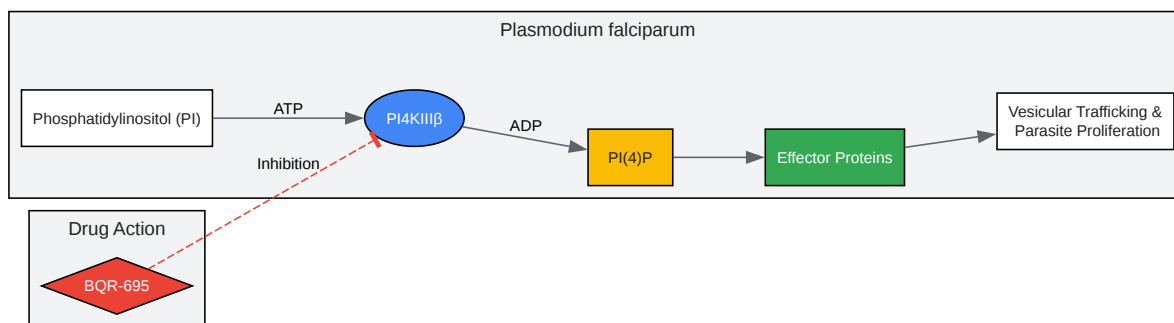 Plasmodium falciparum
Phosphatidylinositol (PI)
ATP
PI4KIIIβ
ADP
PI(4)P
Effector Proteins
Vesicular Trafficking &
Parasite Proliferation
Inhibition
Drug Action
BQR-695